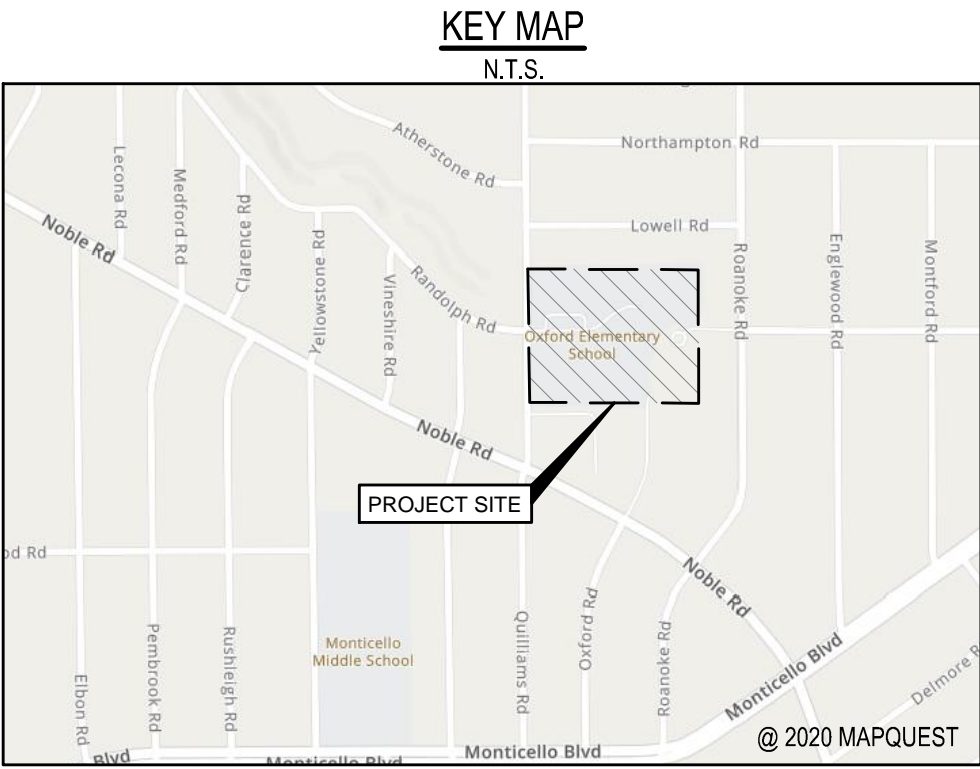 KEY MAP
N.T.S.
Atherstone Rd
Northampton Rd
Lecona Rd
Medford Rd
Clarence Rd
Noble Rd
Yellowstone Rd
Vineshire Rd
Randolph Rd
Lowell Rd
Roanoke Rd
Englewood Rd
Montford Rd
Oxford Elementary
School
Noble Rd
PROJECT SITE
od Rd
Noble Rd
Elbon Rd
Pembrook Rd
Rushleigh Rd
Monticello
Middle School
Quilliams Rd
Oxford Rd
Roanoke Rd
Monticello Blvd
Delmore R
Blvd
Monticello Blvd
Monticello Blvd
@ 2020 MAPQUEST